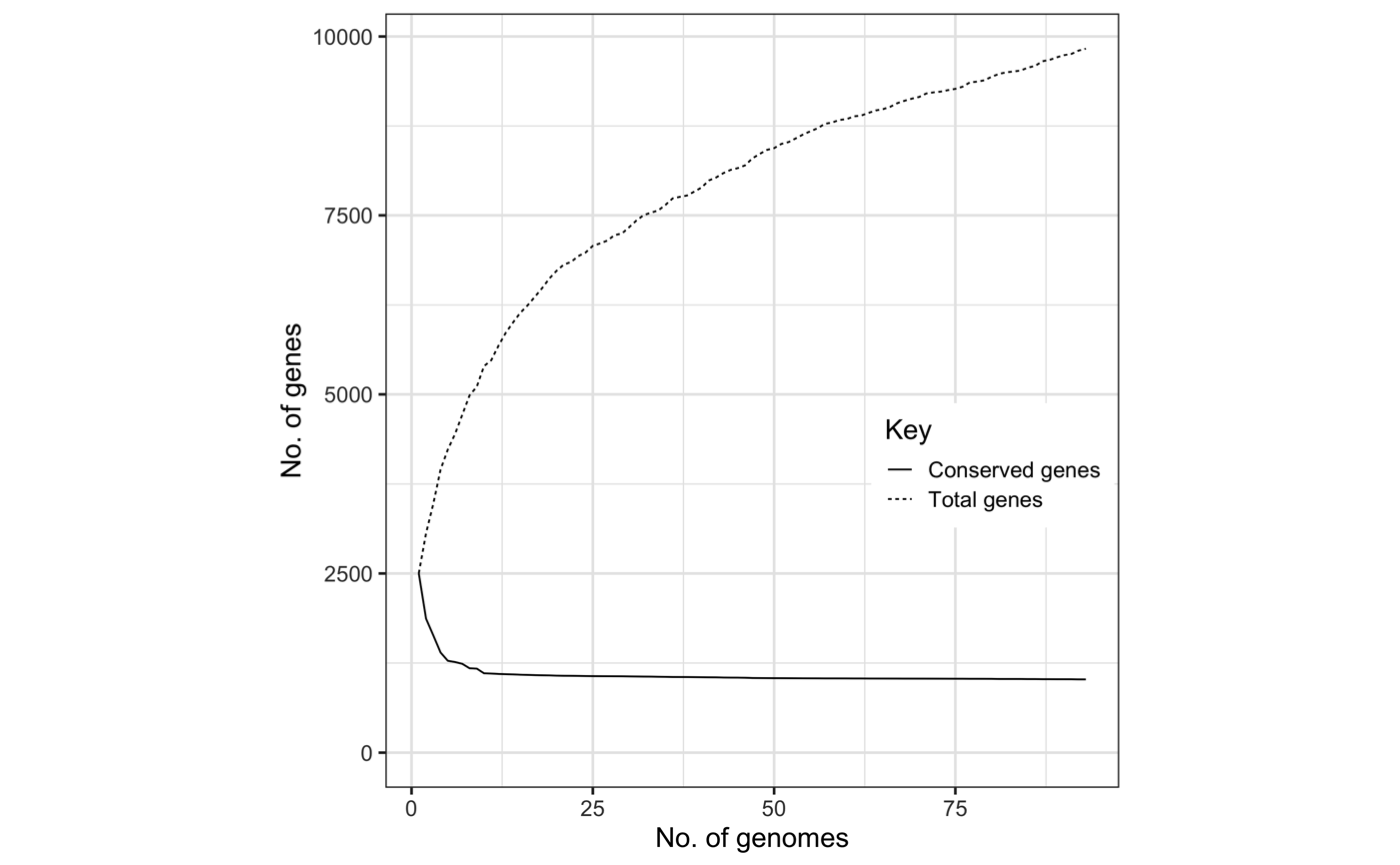 10000
7500
5000
2500
0
No. of genes
Key
Conserved genes
Total genes
0 25 50 75
No. of genomes